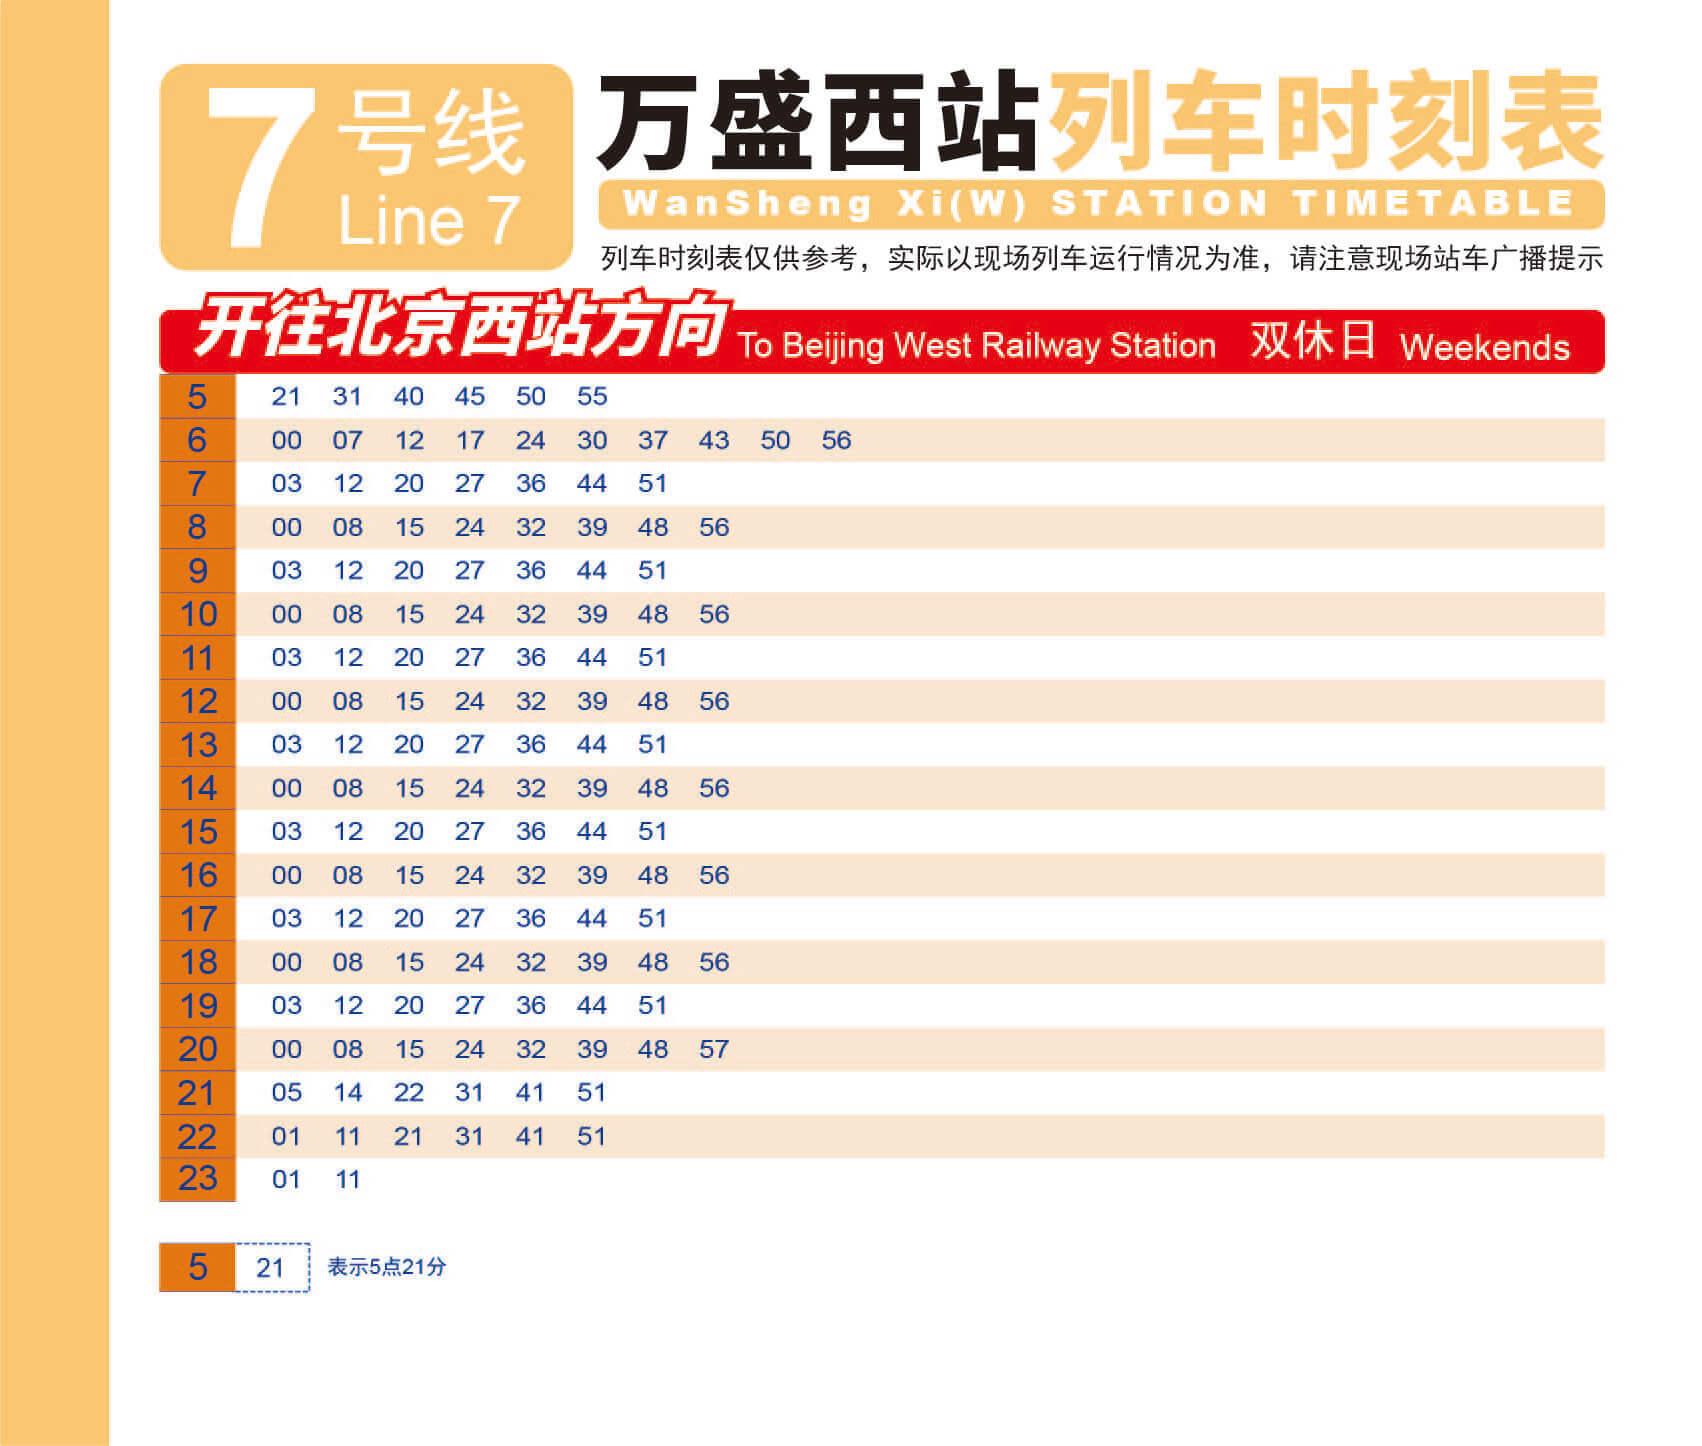 7号线
Line 7
万盛西站列车时刻表
WanSheng Xi(W) STATION TIMETABLE
列车时刻表仅供参考，实际以现场列车运行情况为准，请注意现场站车广播提示
开往北京西站方向 To Beijing West Railway Station 双休日 Weekends
5 21 31 40 45 50 55
6 00 07 12 17 24 30 37 43 50 56
7 03 12 20 27 36 44 51
8 00 08 15 24 32 39 48 56
9 03 12 20 27 36 44 51
10 00 08 15 24 32 39 48 56
11 03 12 20 27 36 44 51
12 00 08 15 24 32 39 48 56
13 03 12 20 27 36 44 51
14 00 08 15 24 32 39 48 56
15 03 12 20 27 36 44 51
16 00 08 15 24 32 39 48 56
17 03 12 20 27 36 44 51
18 00 08 15 24 32 39 48 56
19 03 12 20 27 36 44 51
20 00 08 15 24 32 39 48 57
21 05 14 22 31 41 51
22 01 11 21 31 41 51
23 01 11
5 21 表示5点21分